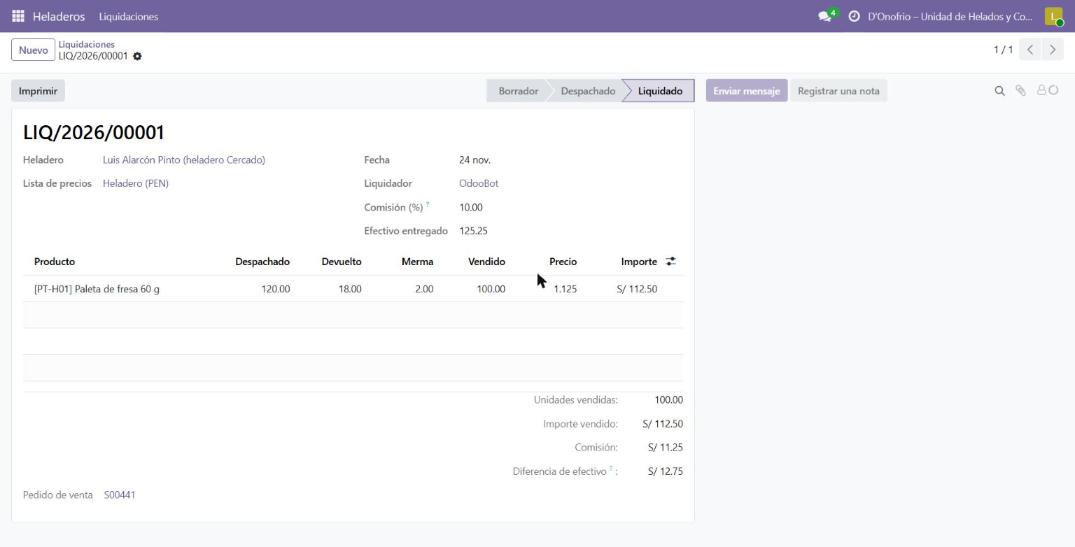 Heladeros Liquidaciones 4 D'Onofrio – Unidad de Helados y Co... L
Nuevo Liquidaciones
LIQ/2026/00001 1 / 1
Imprimir Borrador Despachado Liquidado Enviar mensaje Registrar una nota 0
LIQ/2026/00001
Heladero Luis Alarcón Pinto (heladero Cercado) Fecha 24 nov.
Lista de precios Heladero (PEN) Liquidador OdooBot
Comisión (%) ? 10.00
Efectivo entregado 125.25
Producto Despachado Devuelto Merma Vendido Precio Importe
[PT-H01] Paleta de fresa 60 g 120.00 18.00 2.00 100.00 1.125 S/ 112.50
Unidades vendidas: 100.00
Importe vendido: S/ 112.50
Comisión: S/ 11.25
Diferencia de efectivo ? : S/ 12.75
Pedido de venta S00441